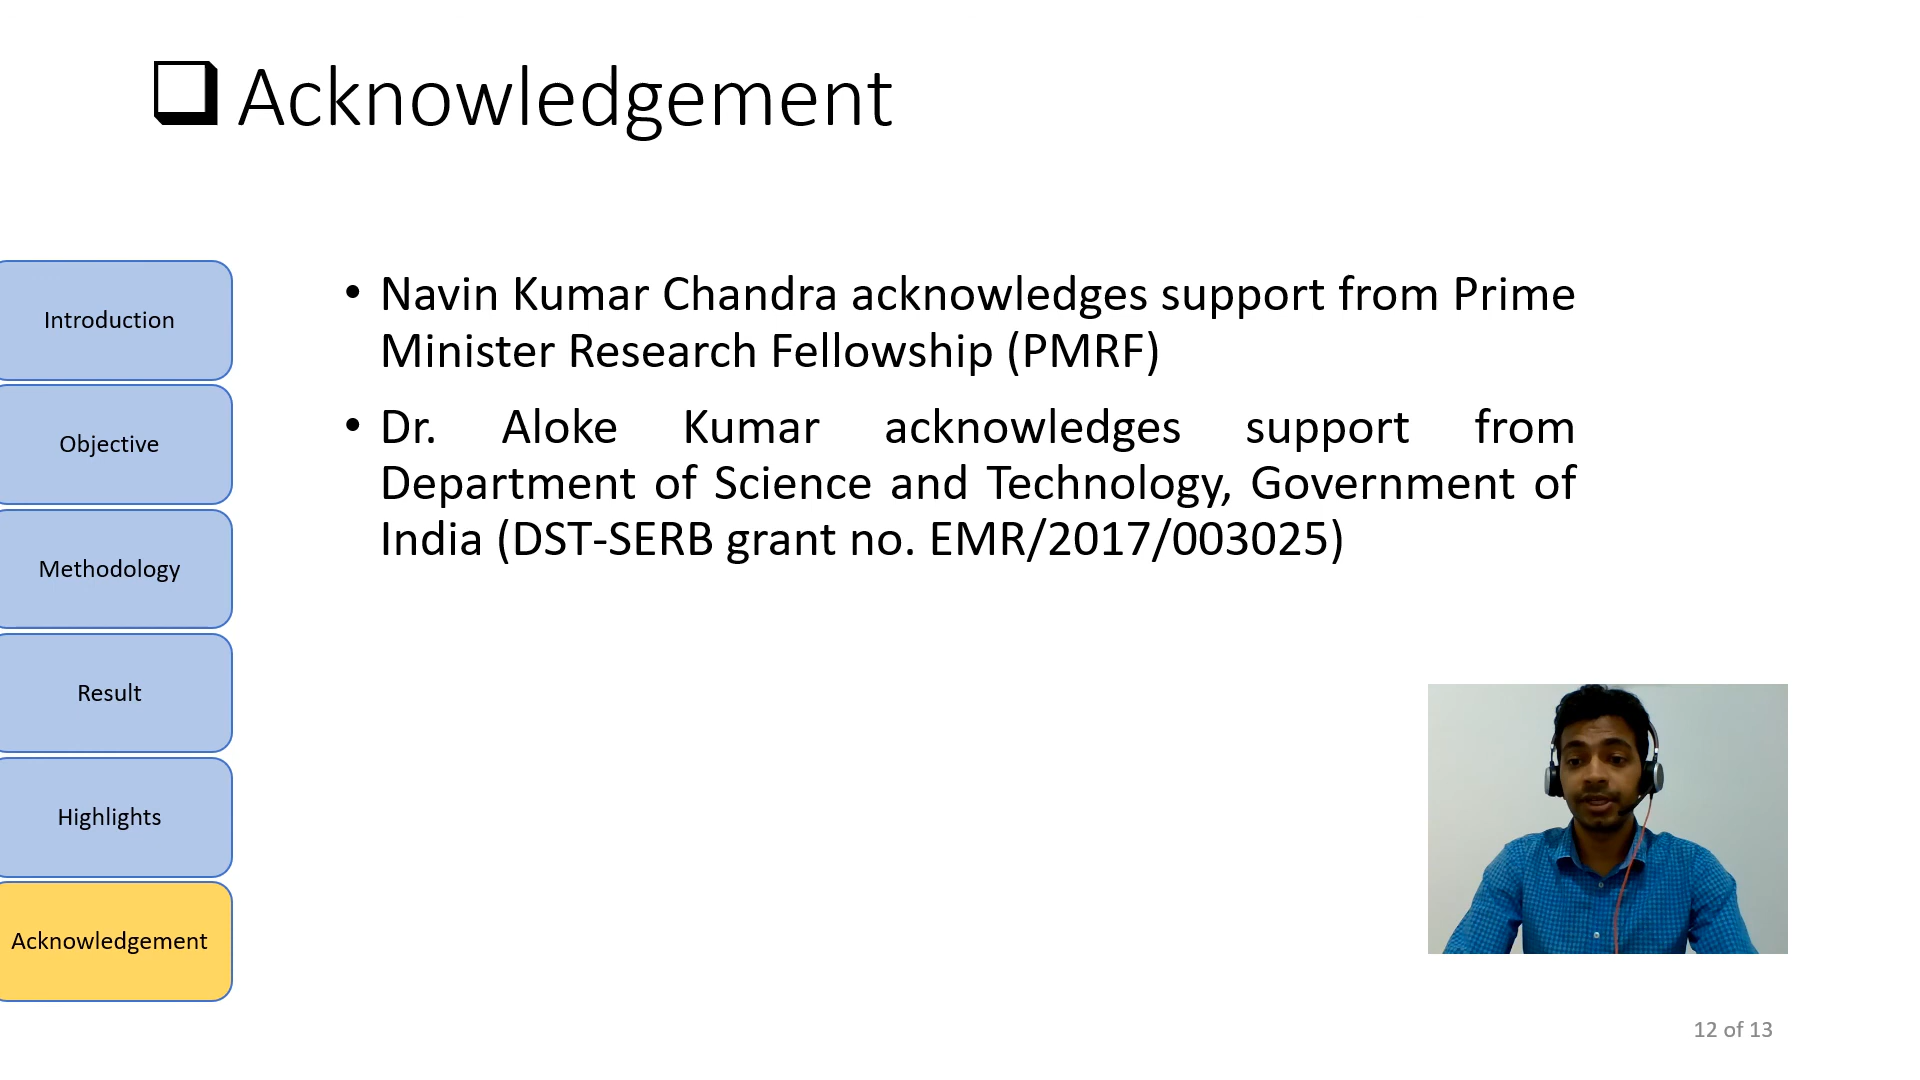 Acknowledgement
Introduction
Objective
Methodology
Result
Highlights
Acknowledgement
• Navin Kumar Chandra acknowledges support from Prime
Minister Research Fellowship (PMRF)
• Dr. Aloke Kumar acknowledges support from
Department of Science and Technology, Government of
India (DST-SERB grant no. EMR/2017/003025)
12 of 13